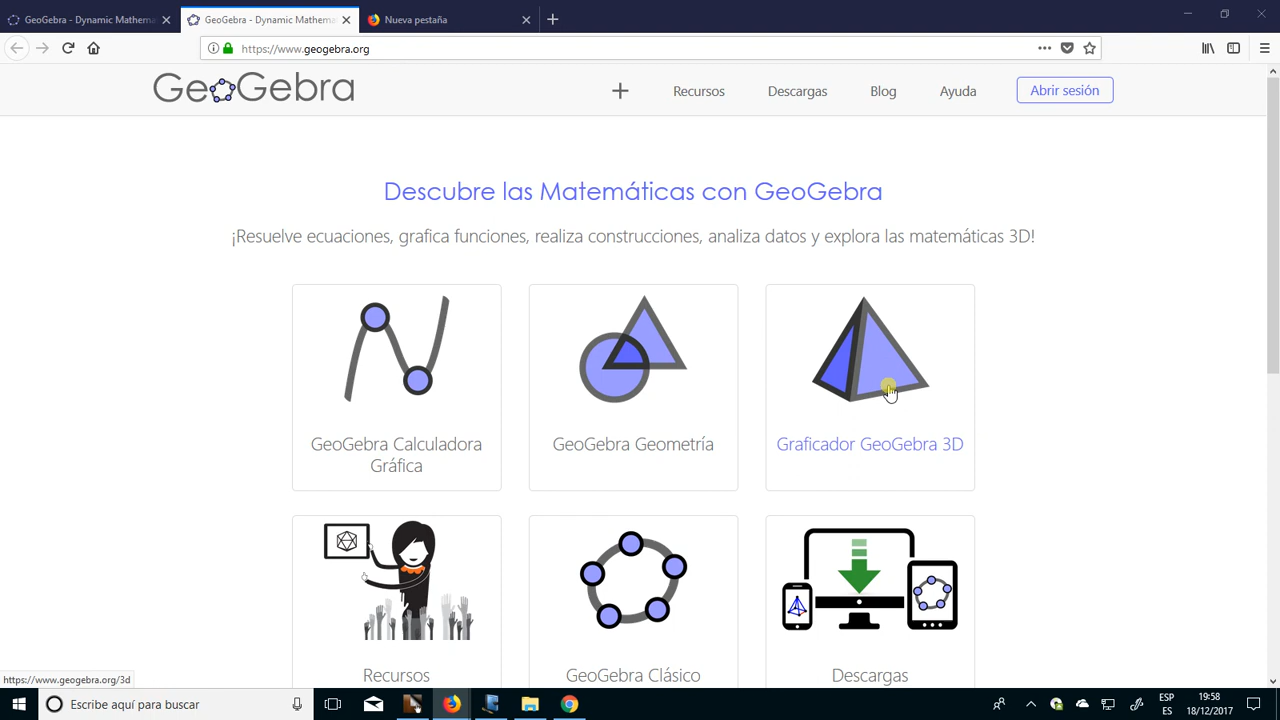 GeoGebra - Dynamic Mathema
GeoGebra - Dynamic Mathema
Nueva pestaña
https://www.geogebra.org
GeoGebra
Recursos
Descargas
Blog
Ayuda
Abrir sesión
Descubre las Matemáticas con GeoGebra
¡Resuelve ecuaciones, grafica funciones, realiza construcciones, analiza datos y explora las matemáticas 3D!
GeoGebra Calculadora
Gráfica
GeoGebra Geometría
Graficador GeoGebra 3D
Recursos
GeoGebra Clásico
Descargas
https://www.geogebra.org/3d
Escribe aquí para buscar
ESP
ES
19:58
18/12/2017